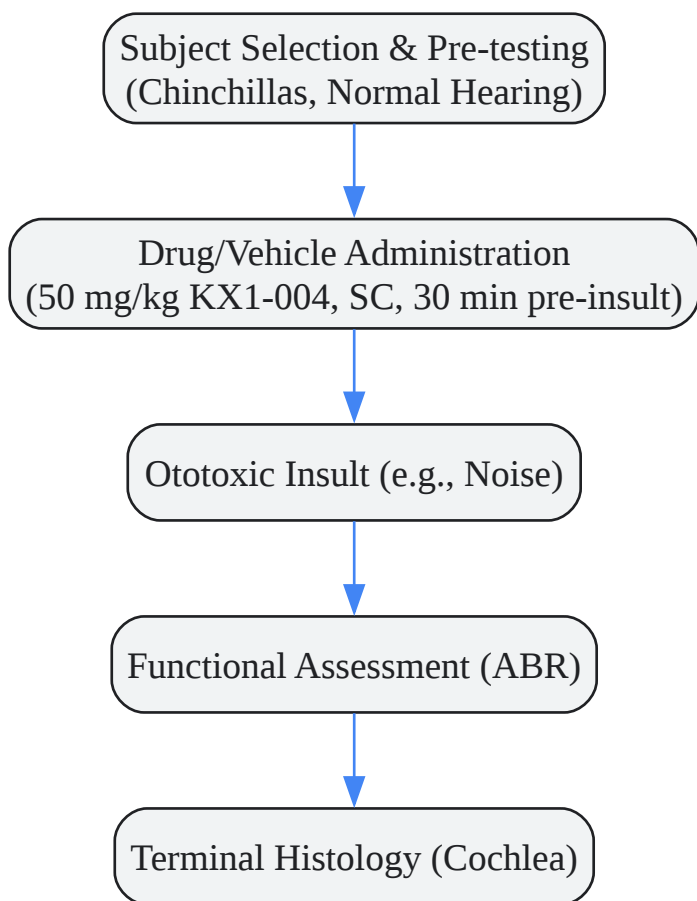 Subject Selection & Pre-testing
(Chinchillas, Normal Hearing)
Drug/Vehicle Administration
(50 mg/kg KX1-004, SC, 30 min pre-insult)
Ototoxic Insult (e.g., Noise)
Functional Assessment (ABR)
Terminal Histology (Cochlea)